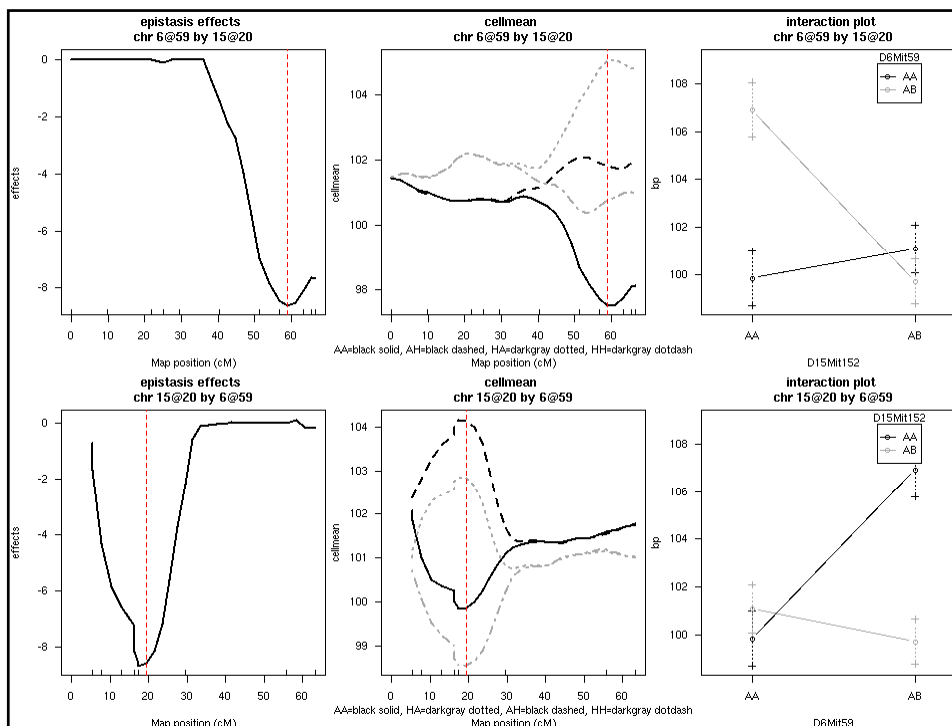 epistasis effects
chr 6@59 by 15@20
effects
0
-2
-4
-6
-8
0 10 20 30 40 50 60
Map position (cM)
cellmean
chr 6@59 by 15@20
cellmean
104
102
100
98
0 10 20 30 40 50 60
AA=black solid, AH=black dashed, HA=darkgray dotted, HH=darkgray dotdash
Map position (cM)
interaction plot
chr 6@59 by 15@20
D6Mit59
AA
AB
bp
108
106
104
102
100
AA AB
D15Mit152
epistasis effects
chr 15@20 by 6@59
effects
0
-2
-4
-6
-8
0 10 20 30 40 50 60
Map position (cM)
cellmean
chr 15@20 by 6@59
cellmean
104
103
102
101
100
99
0 10 20 30 40 50 60
AA=black solid, HA=darkgray dotted, AH=black dashed, HH=darkgray dotdash
Map position (cM)
interaction plot
chr 15@20 by 6@59
D15Mit152
AA
AB
bp
108
106
104
102
100
AA AB
D6Mit59